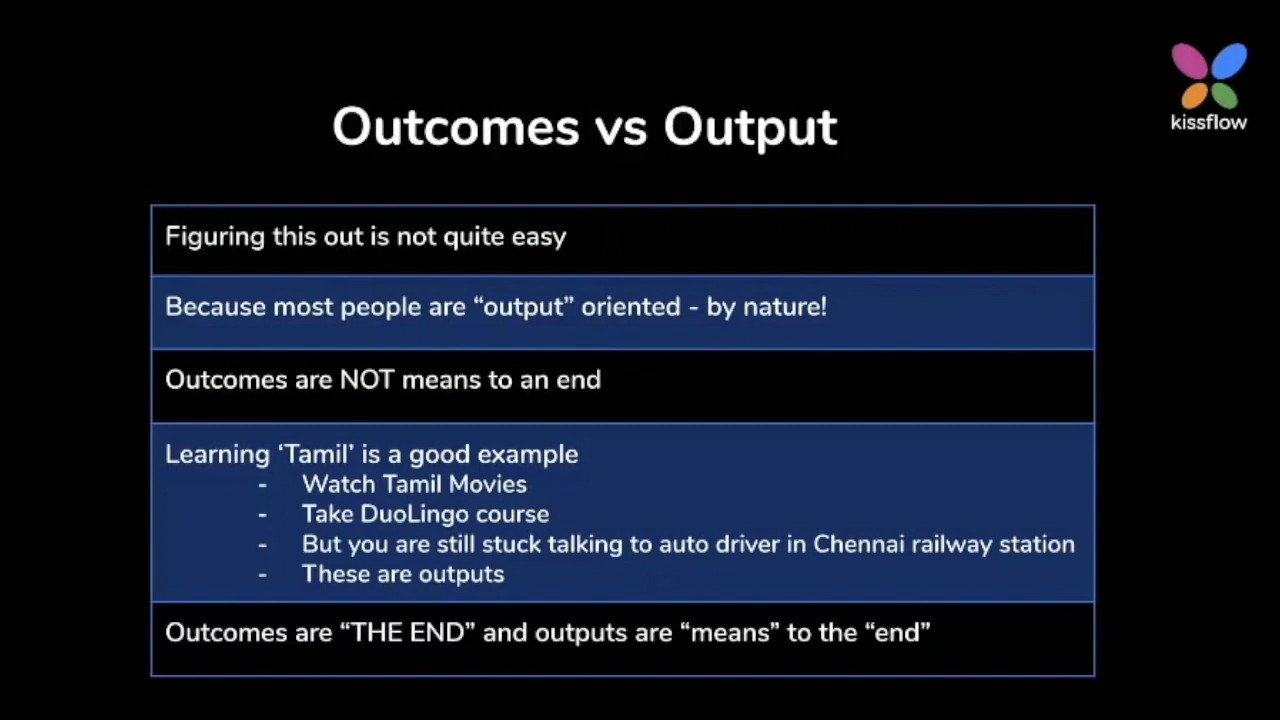 Outcomes vs Output
kissflow
Figuring this out is not quite easy
Because most people are “output” oriented - by nature!
Outcomes are NOT means to an end
Learning ‘Tamil’ is a good example
- Watch Tamil Movies
- Take DuoLingo course
- But you are still stuck talking to auto driver in Chennai railway station
- These are outputs
Outcomes are “THE END” and outputs are “means” to the “end”